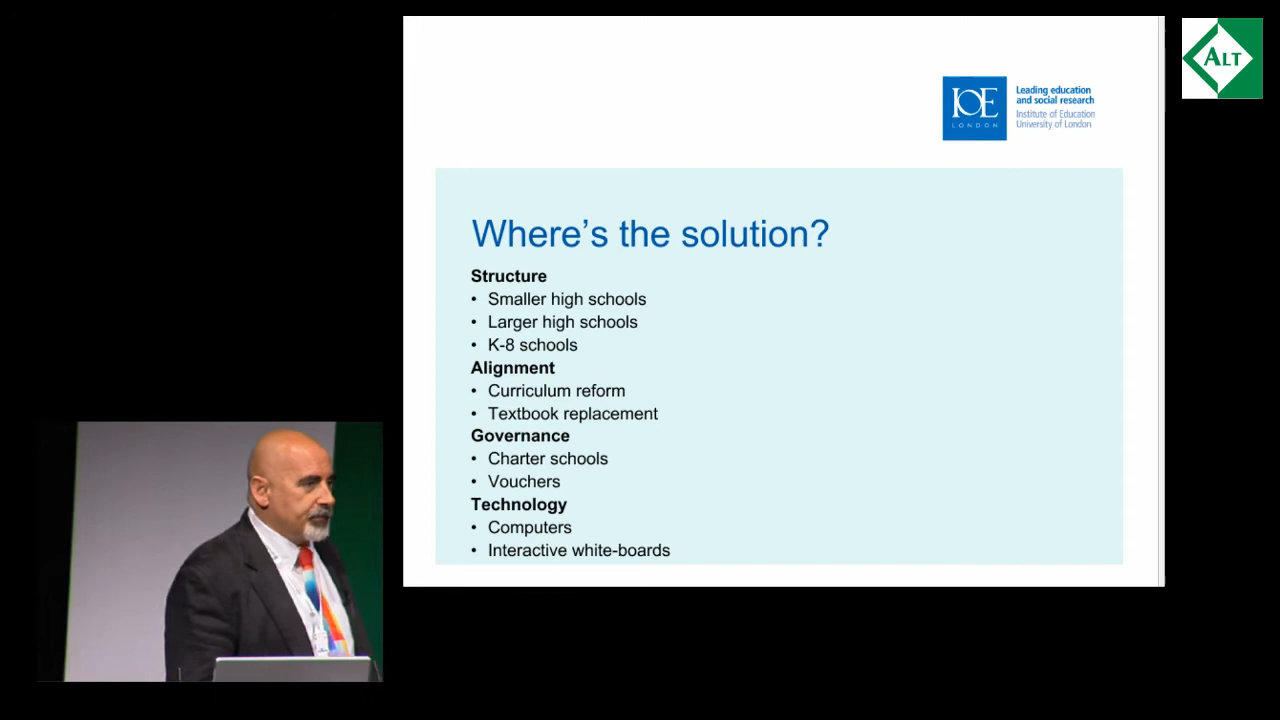 ALT
IOE
LONDON
Leading education
and social research
Institute of Education
University of London
Where's the solution?
Structure
• Smaller high schools
• Larger high schools
• K-8 schools
Alignment
• Curriculum reform
• Textbook replacement
Governance
• Charter schools
• Vouchers
Technology
• Computers
• Interactive white-boards